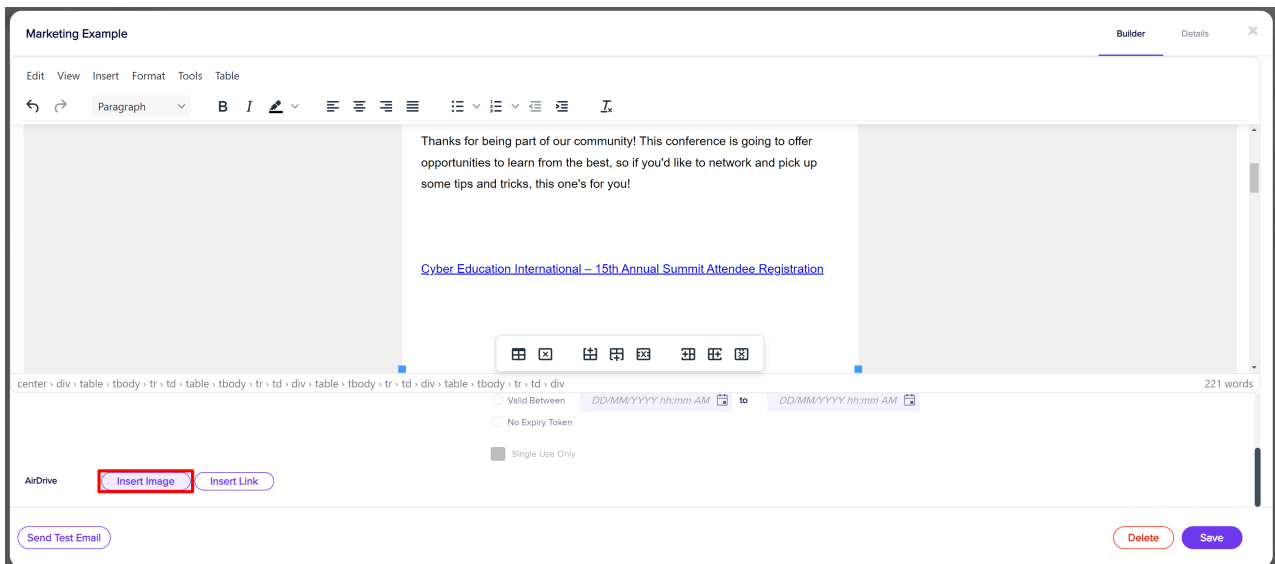 Marketing Example
Builder Details
Edit View Insert Format Tools Table
Paragraph
Thanks for being part of our community! This conference is going to offer
opportunities to learn from the best, so if you'd like to network and pick up
some tips and tricks, this one's for you!
Cyber Education International – 15th Annual Summit Attendee Registration
center › div › table › tbody › tr › td › table › tbody › tr › td › div › table › tbody › tr › td › div › table › tbody › tr › td › div
221 words
Valid Between DD/MM/YYYY hh:mm AM to DD/MM/YYYY hh:mm AM
No Expiry Token
Single Use Only
AirDrive Insert Image Insert Link
Send Test Email Delete Save